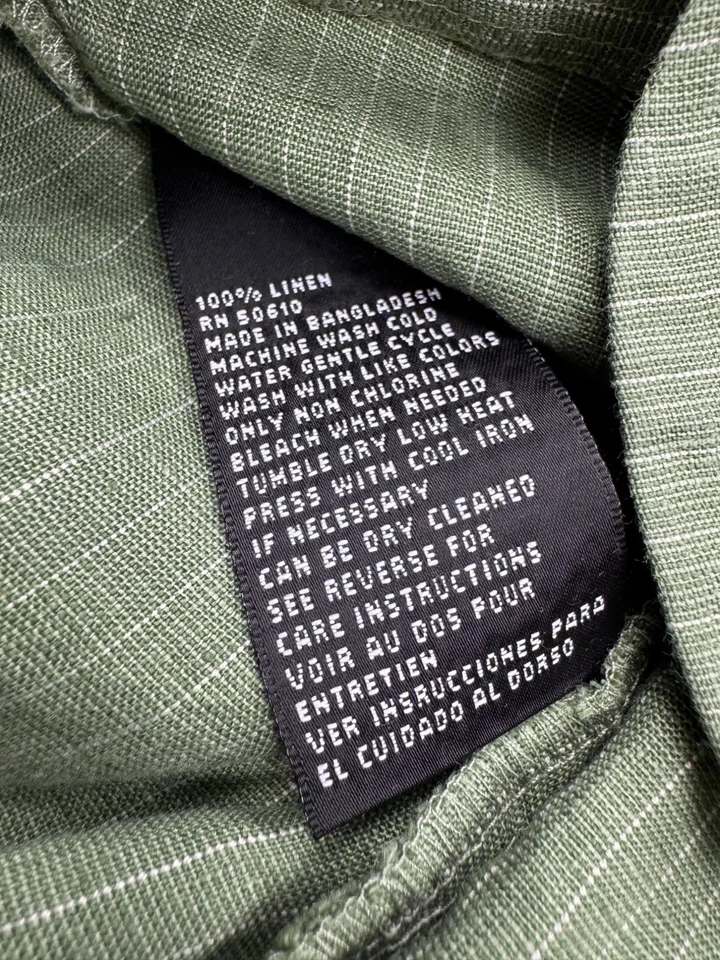 100% LINEN
RN 50610
MADE IN BANGLADESH
MACHINE WASH COLD
WATER GENTLE CYCLE
WASH WITH LIKE COLORS
ONLY NON CHLORINE
BLEACH WHEN NEEDED
TUMBLE DRY LOW HEAT
PRESS WITH COOL IRON
IF NECESSARY
CAN BE DRY CLEANED
SEE REVERSE FOR
CARE INSTRUCTIONS
VOIR AU DOS POUR
ENTRETIEN
VER INSRUCCIONES PARA
EL CUIDADO AL DORSO